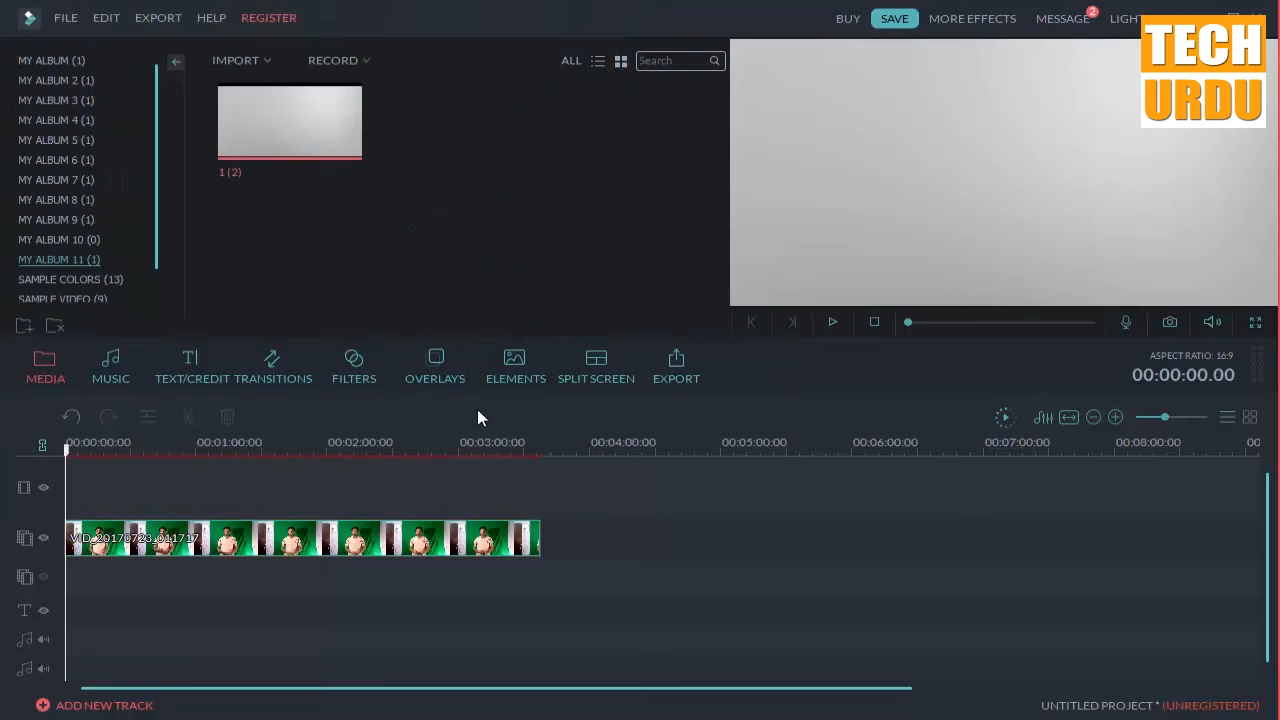 FILE EDIT EXPORT HELP REGISTER
BUY SAVE MORE EFFECTS MESSAGE 2
TECH
URDU
MY ALBUM (1)
MY ALBUM 2 (1)
MY ALBUM 3 (1)
MY ALBUM 4 (1)
MY ALBUM 5 (1)
MY ALBUM 6 (1)
MY ALBUM 7 (1)
MY ALBUM 8 (1)
MY ALBUM 9 (1)
MY ALBUM 10 (0)
MY ALBUM 11 (1)
SAMPLE COLORS (13)
SAMPLE VIDEO (9)
IMPORT RECORD ALL Search
1 (2)
MEDIA MUSIC TEXT/CREDIT TRANSITIONS FILTERS OVERLAYS ELEMENTS SPLIT SCREEN EXPORT
ASPECT RATIO: 16:9
00:00:00.00
00:00:00:00 00:01:00:00 00:02:00:00 00:03:00:00 00:04:00:00 00:05:00:00 00:06:00:00 00:07:00:00 00:08:00:00 00
VID_20170723_011717
ADD NEW TRACK
UNTITLED PROJECT * (UNREGISTERED)